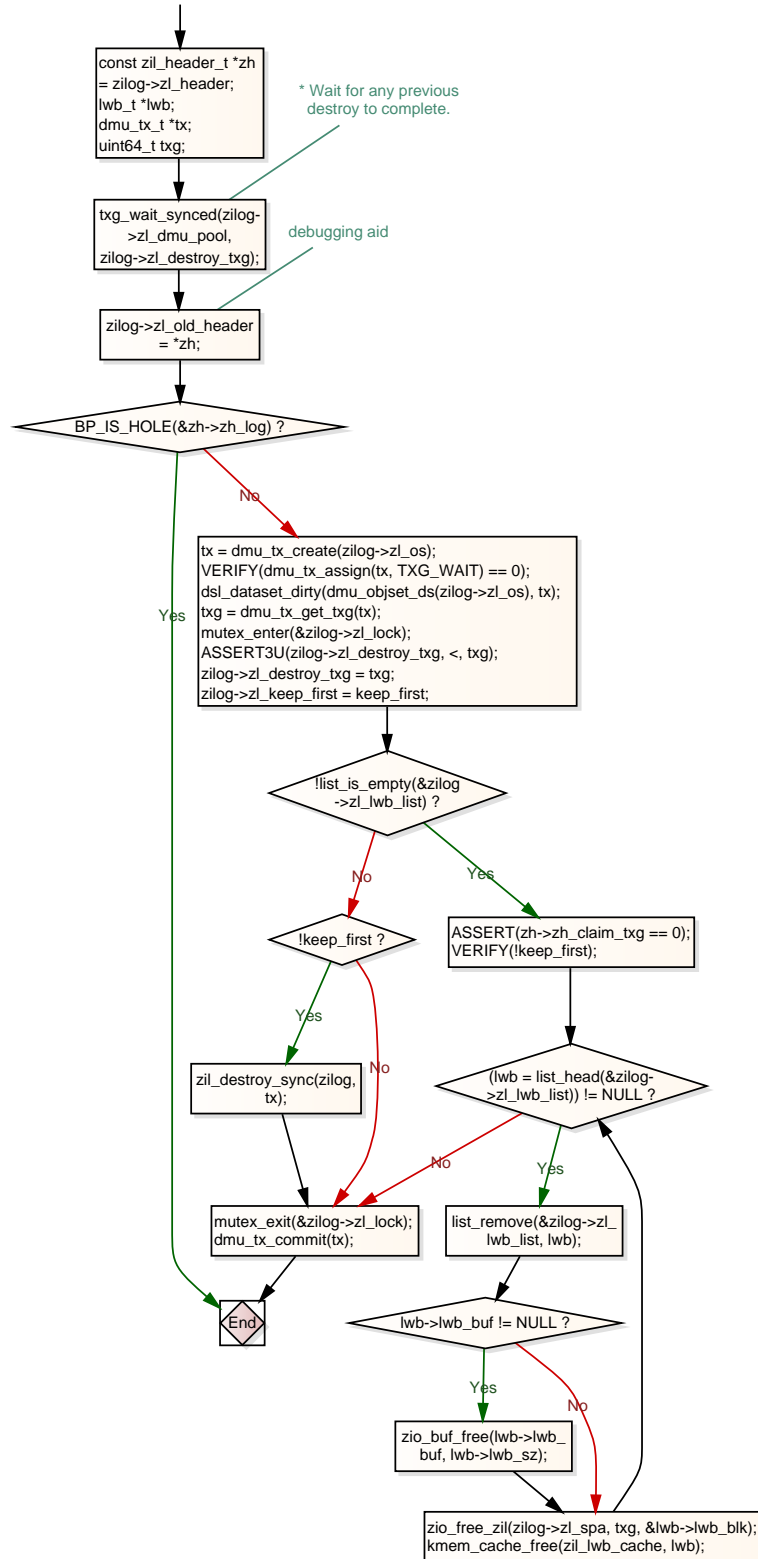 const zil_header_t *zh
= zilog->zl_header;
lwb_t *lwb;
dmu_tx_t *tx;
uint64_t txg;
* Wait for any previous
destroy to complete.
txg_wait_synced(zilog-
>zl_dmu_pool,
zilog->zl_destroy_txg);
debugging aid
zilog->zl_old_header
= *zh;
BP_IS_HOLE(&zh->zh_log) ?
No
Yes
tx = dmu_tx_create(zilog->zl_os);
VERIFY(dmu_tx_assign(tx, TXG_WAIT) == 0);
dsl_dataset_dirty(dmu_objset_ds(zilog->zl_os), tx);
txg = dmu_tx_get_txg(tx);
mutex_enter(&zilog->zl_lock);
ASSERT3U(zilog->zl_destroy_txg, <, txg);
zilog->zl_destroy_txg = txg;
zilog->zl_keep_first = keep_first;
!list_is_empty(&zilog
->zl_lwb_list) ?
No
Yes
!keep_first ?
ASSERT(zh->zh_claim_txg == 0);
VERIFY(!keep_first);
Yes
No
zil_destroy_sync(zilog,
tx);
(lwb = list_head(&zilog-
>zl_lwb_list)) != NULL ?
No
Yes
mutex_exit(&zilog->zl_lock);
dmu_tx_commit(tx);
list_remove(&zilog->zl_
lwb_list, lwb);
End
lwb->lwb_buf != NULL ?
Yes
No
zio_buf_free(lwb->lwb_
buf, lwb->lwb_sz);
zio_free_zil(zilog->zl_spa, txg, &lwb->lwb_blk);
kmem_cache_free(zil_lwb_cache, lwb);